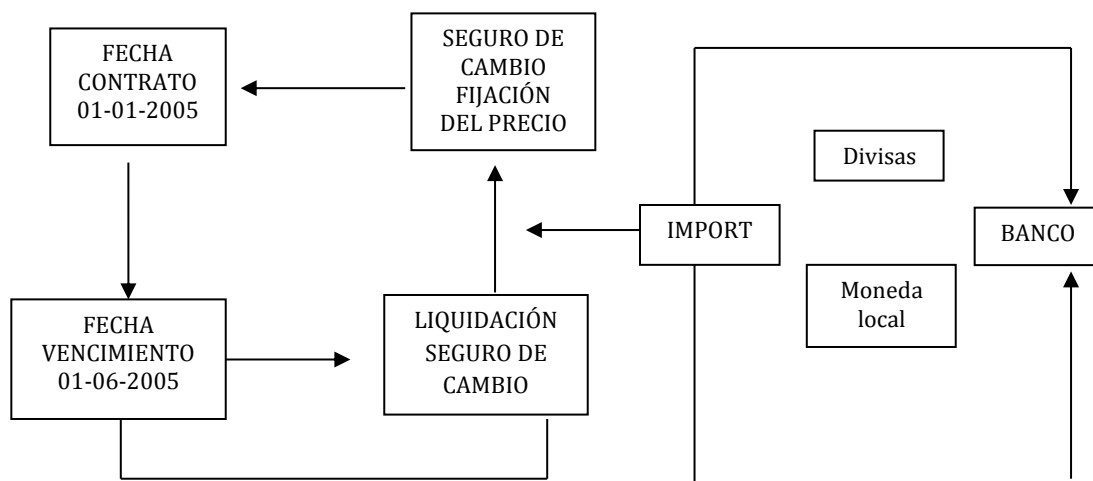 FECHA
CONTRATO
01-01-2005
SEGURO DE
CAMBIO
FIJACIÓN
DEL PRECIO
Divisas
IMPORT
BANCO
Moneda
local
FECHA
VENCIMIENTO
01-06-2005
LIQUIDACIÓN
SEGURO DE
CAMBIO